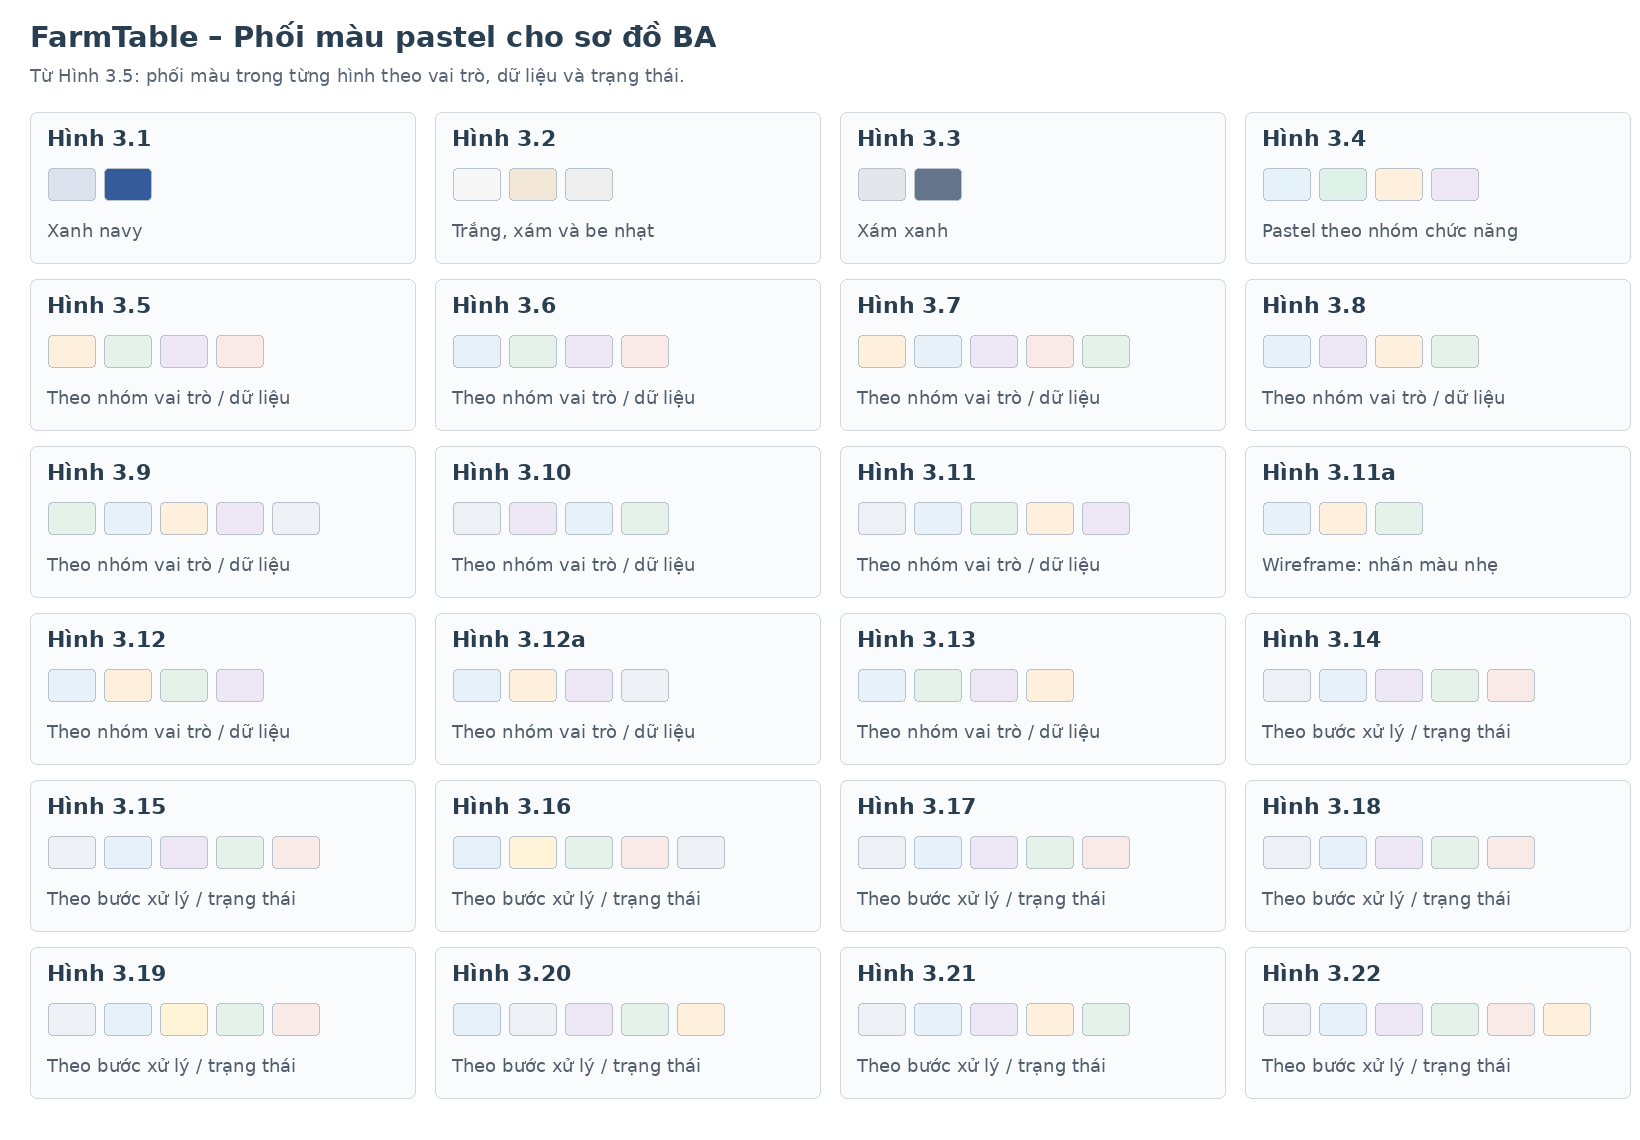 FarmTable – Phối màu pastel cho sơ đồ BA
Từ Hình 3.5: phối màu trong từng hình theo vai trò, dữ liệu và trạng thái.
Hình 3.1
Xanh navy
Hình 3.2
Trắng, xám và be nhạt
Hình 3.3
Xám xanh
Hình 3.4
Pastel theo nhóm chức năng
Hình 3.5
Theo nhóm vai trò / dữ liệu
Hình 3.6
Theo nhóm vai trò / dữ liệu
Hình 3.7
Theo nhóm vai trò / dữ liệu
Hình 3.8
Theo nhóm vai trò / dữ liệu
Hình 3.9
Theo nhóm vai trò / dữ liệu
Hình 3.10
Theo nhóm vai trò / dữ liệu
Hình 3.11
Theo nhóm vai trò / dữ liệu
Hình 3.11a
Wireframe: nhấn màu nhẹ
Hình 3.12
Theo nhóm vai trò / dữ liệu
Hình 3.12a
Theo nhóm vai trò / dữ liệu
Hình 3.13
Theo nhóm vai trò / dữ liệu
Hình 3.14
Theo bước xử lý / trạng thái
Hình 3.15
Theo bước xử lý / trạng thái
Hình 3.16
Theo bước xử lý / trạng thái
Hình 3.17
Theo bước xử lý / trạng thái
Hình 3.18
Theo bước xử lý / trạng thái
Hình 3.19
Theo bước xử lý / trạng thái
Hình 3.20
Theo bước xử lý / trạng thái
Hình 3.21
Theo bước xử lý / trạng thái
Hình 3.22
Theo bước xử lý / trạng thái